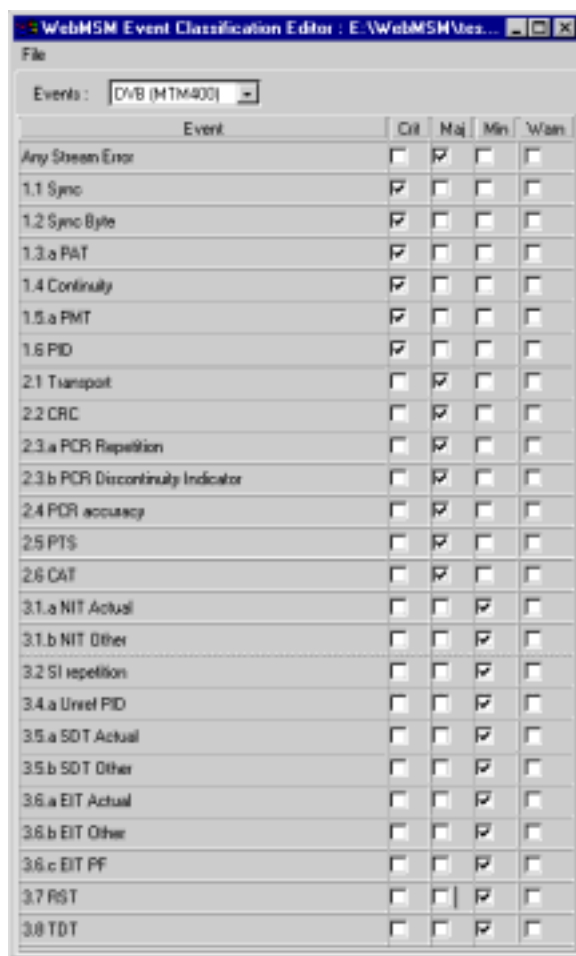 WebMSM Event Classification Editor : E:\WebMSM\tes...
File
Events : DVB (MTM400)
Event Crit Maj Min Warn
Any Stream Error
1.1 Sync
1.2 Sync Byte
1.3.a PAT
1.4 Continuity
1.5.a PMT
1.6 PID
2.1 Transport
2.2 CRC
2.3.a PCR Repetition
2.3.b PCR Discontinuity Indicator
2.4 PCR accuracy
2.5 PTS
2.6 CAT
3.1.a NIT Actual
3.1.b NIT Other
3.2 SI repetition
3.4.a Unref PID
3.5.a SDT Actual
3.5.b SDT Other
3.6.a EIT Actual
3.6.b EIT Other
3.6.c EIT PF
3.7 RST
3.8 TDT